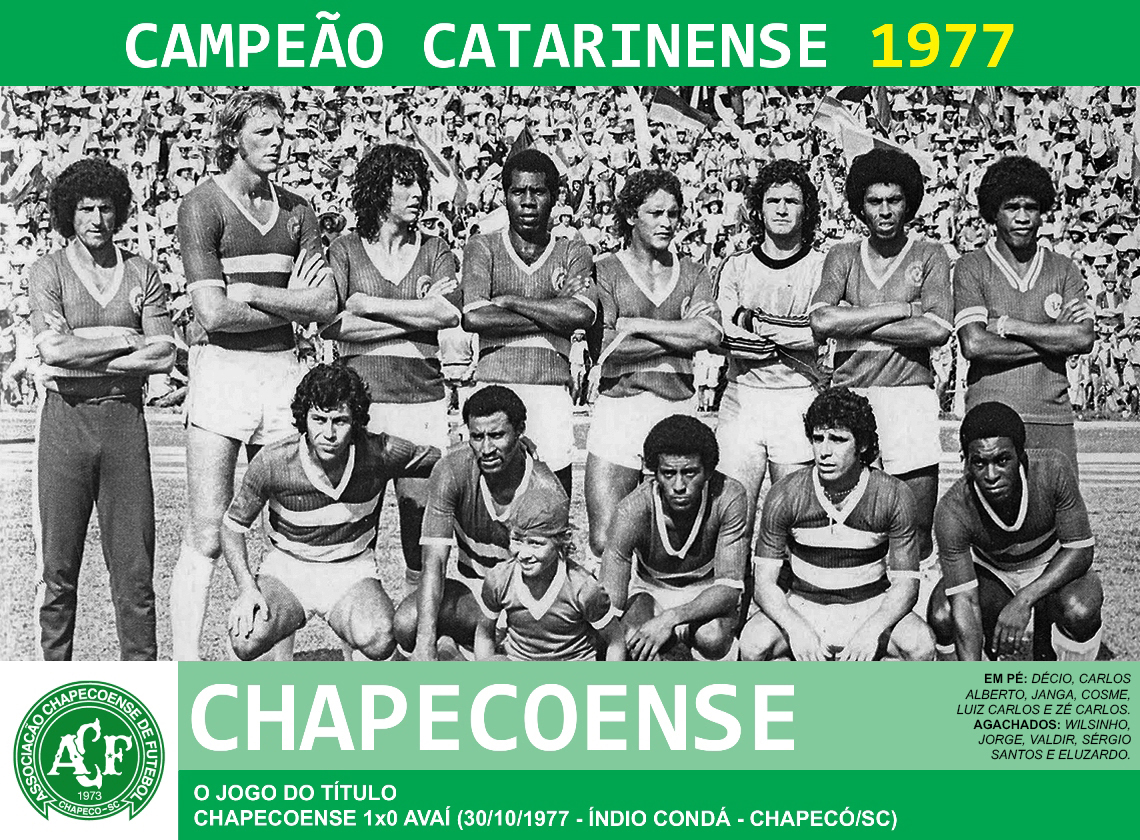 CAMPEÃO CATARINENSE 1977
CHAPECOENSE
EM PÉ: DÉCIO, CARLOS
ALBERTO, JANGA, COSME,
LUIZ CARLOS E ZÉ CARLOS.
AGACHADOS: WILSINHO,
JORGE, VALDIR, SÉRGIO
SANTOS E ELUZARDO.
ASSOCIAÇÃO CHAPECOENSE DE FUTEBOL
ACF
1973
CHAPECÓ-SC
O JOGO DO TÍTULO
CHAPECOENSE 1x0 AVAÍ (30/10/1977 - ÍNDIO CONDÁ - CHAPECÓ/SC)